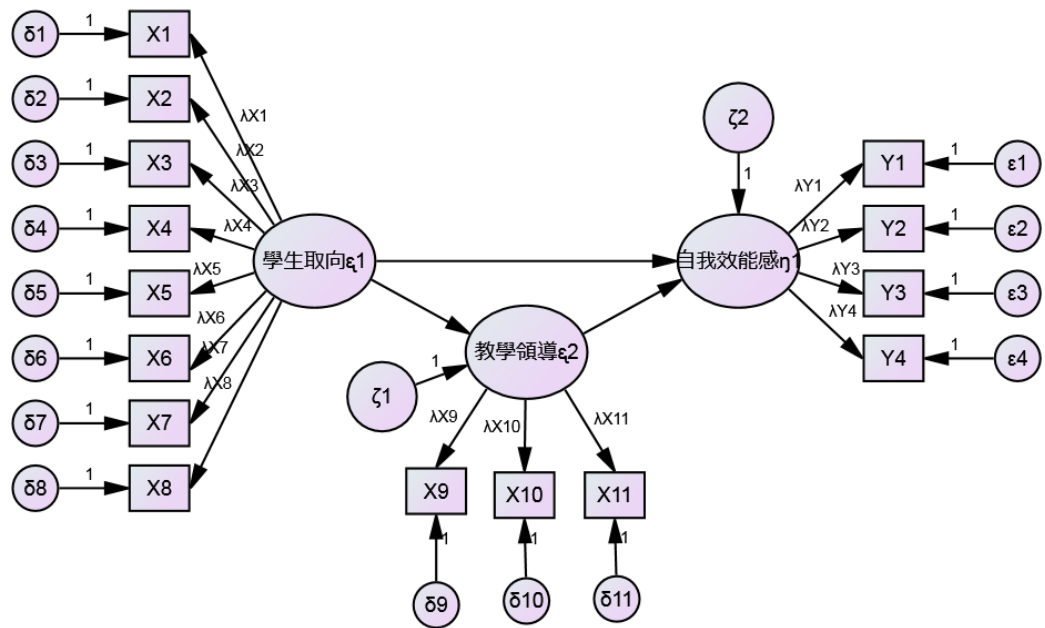 δ1
1
X1
δ2
1
X2
δ3
1
X3
δ4
1
X4
δ5
1
X5
δ6
1
X6
δ7
1
X7
δ8
1
X8
λX1
λX2
λX3
λX4
λX5
λX6
λX7
λX8
學生取向ξ1
教學領導ξ2
ζ1
1
λX9
λX10
λX11
X9
X10
X11
1
1
1
δ9
δ10
δ11
ζ2
1
自我效能感η1
λY1
λY2
λY3
λY4
Y1
1
ε1
Y2
1
ε2
Y3
1
ε3
Y4
1
ε4